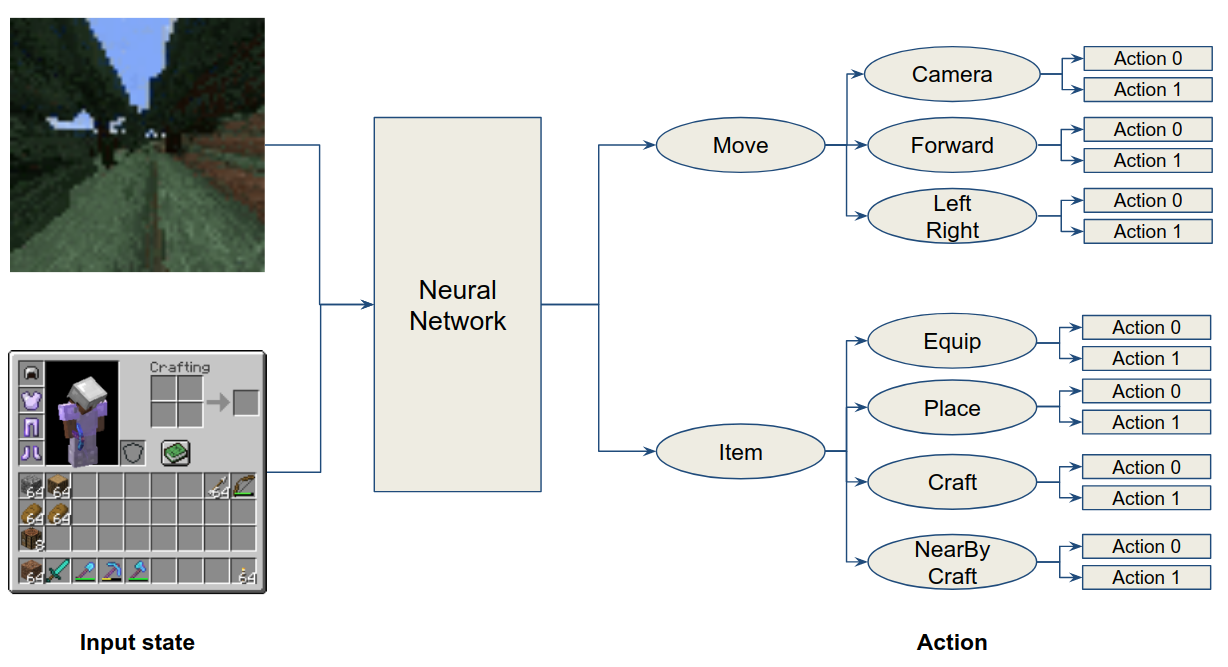 Camera
Action 0
Action 1
Move
Forward
Action 0
Action 1
Left
Right
Action 0
Action 1
Neural
Network
Equip
Action 0
Action 1
Place
Action 0
Action 1
Item
Craft
Action 0
Action 1
NearBy
Craft
Action 0
Action 1
Crafting
64
64
64
64
64
8
64
64
Input state
Action